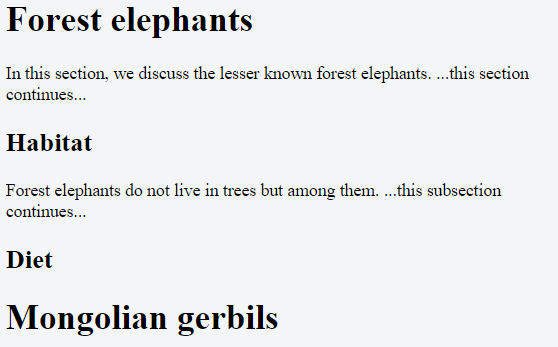 Forest elephants
In this section, we discuss the lesser known forest elephants. ...this section
continues...
Habitat
Forest elephants do not live in trees but among them. ...this subsection
continues...
Diet
Mongolian gerbils